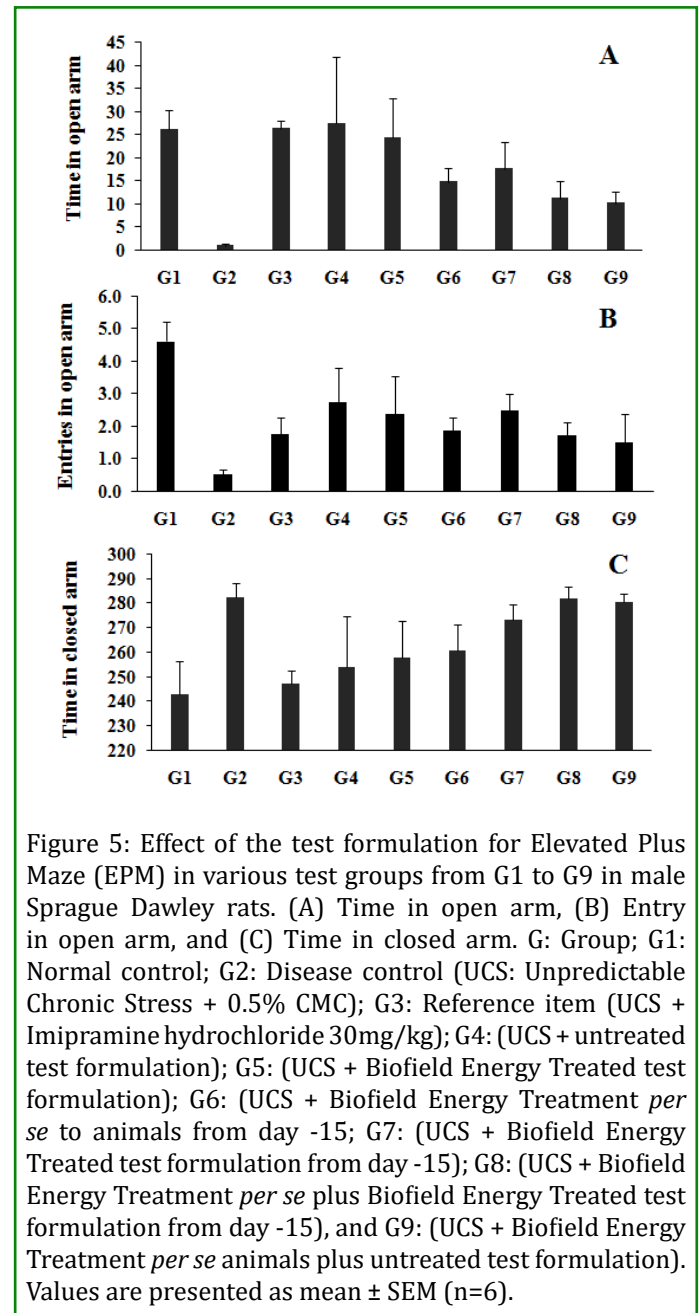 A
Time in open arm
45
40
35
30
25
20
15
10
5
0
G1 G2 G3 G4 G5 G6 G7 G8 G9
B
Entries in open arm
6.0
5.0
4.0
3.0
2.0
1.0
0.0
G1 G2 G3 G4 G5 G6 G7 G8 G9
C
Time in closed arm
300
290
280
270
260
250
240
230
220
G1 G2 G3 G4 G5 G6 G7 G8 G9
Figure 5: Effect of the test formulation for Elevated Plus
Maze (EPM) in various test groups from G1 to G9 in male
Sprague Dawley rats. (A) Time in open arm, (B) Entry
in open arm, and (C) Time in closed arm. G: Group; G1:
Normal control; G2: Disease control (UCS: Unpredictable
Chronic Stress + 0.5% CMC); G3: Reference item (UCS +
Imipramine hydrochloride 30mg/kg); G4: (UCS + untreated
test formulation); G5: (UCS + Biofield Energy Treated test
formulation); G6: (UCS + Biofield Energy Treatment per
se to animals from day -15; G7: (UCS + Biofield Energy
Treated test formulation from day -15); G8: (UCS + Biofield
Energy Treatment per se plus Biofield Energy Treated test
formulation from day -15), and G9: (UCS + Biofield Energy
Treatment per se animals plus untreated test formulation).
Values are presented as mean ± SEM (n=6).